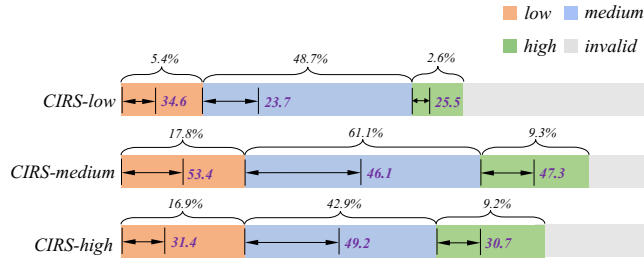 low medium
high invalid
5.4% 48.7% 2.6%
CIRS-low 34.6 23.7 25.5
17.8% 61.1% 9.3%
CIRS-medium 53.4 46.1 47.3
16.9% 42.9% 9.2%
CIRS-high 31.4 49.2 30.7